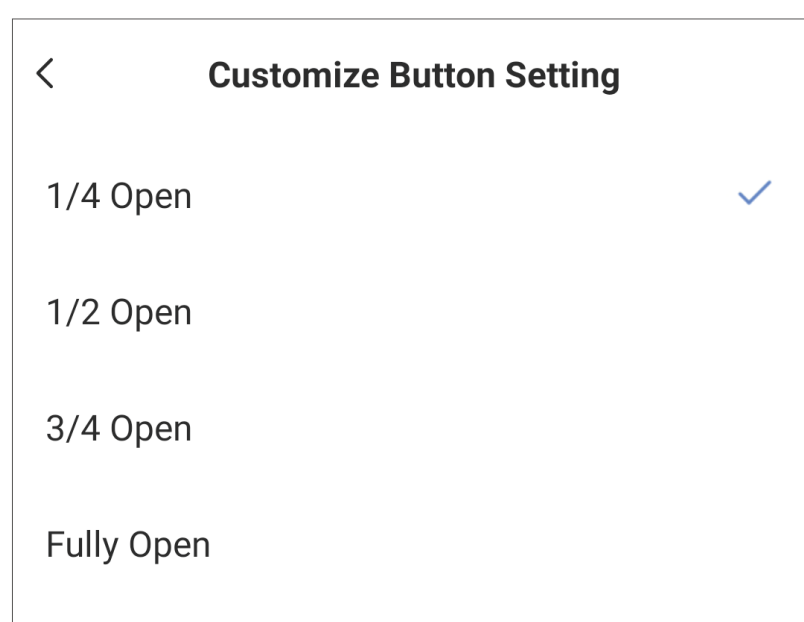 Customize Button Setting
1/4 Open
1/2 Open
3/4 Open
Fully Open